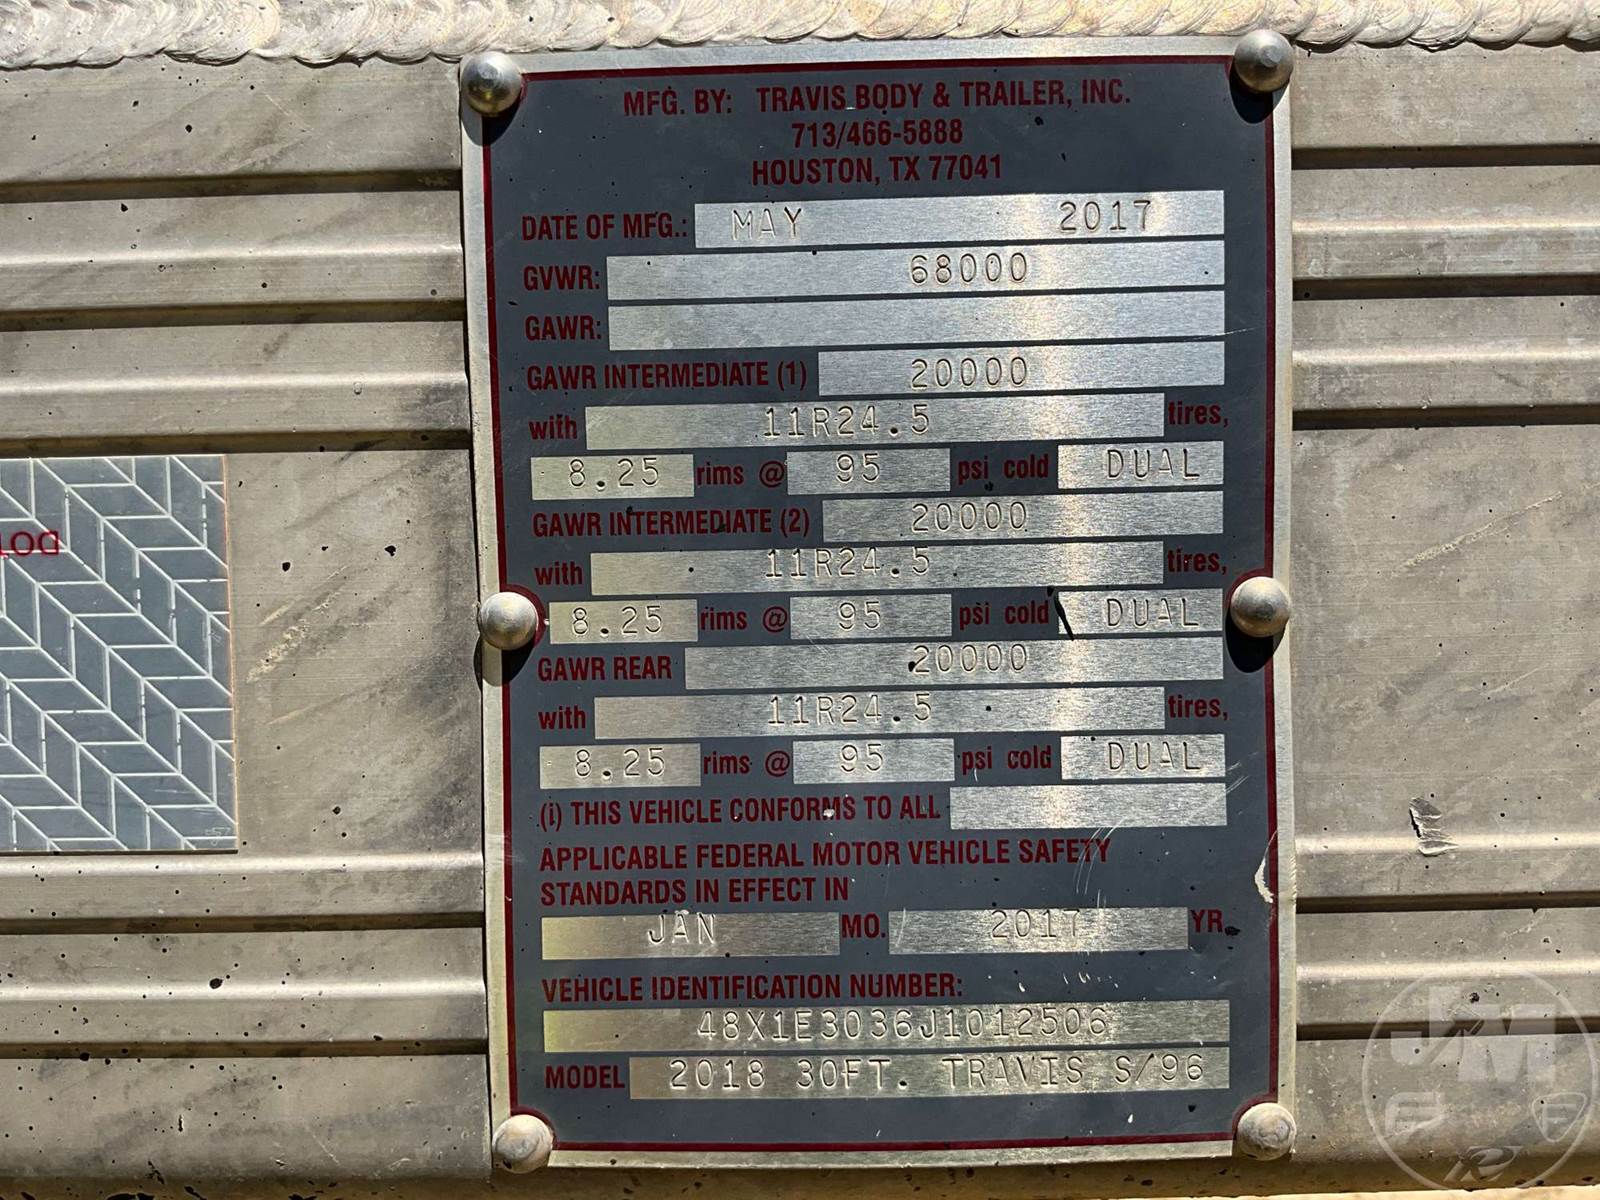 MFG. BY: TRAVIS BODY & TRAILER, INC.
713/466-5888
HOUSTON, TX 77041
DATE OF MFG.: MAY 2017
GVWR: 68000
GAWR:
GAWR INTERMEDIATE (1) 20000
with 11R24.5 tires,
8.25 rims @ 95 psi cold DUAL
GAWR INTERMEDIATE (2) 20000
with 11R24.5 tires,
8.25 rims @ 95 psi cold DUAL
GAWR REAR 20000
with 11R24.5 tires,
8.25 rims @ 95 psi cold DUAL
(i) THIS VEHICLE CONFORMS TO ALL
APPLICABLE FEDERAL MOTOR VEHICLE SAFETY
STANDARDS IN EFFECT IN
JAN MO. 2017 YR.
VEHICLE IDENTIFICATION NUMBER:
48X1E3036J1012506
MODEL 2018 30FT. TRAVIS S/96
DOT
JM